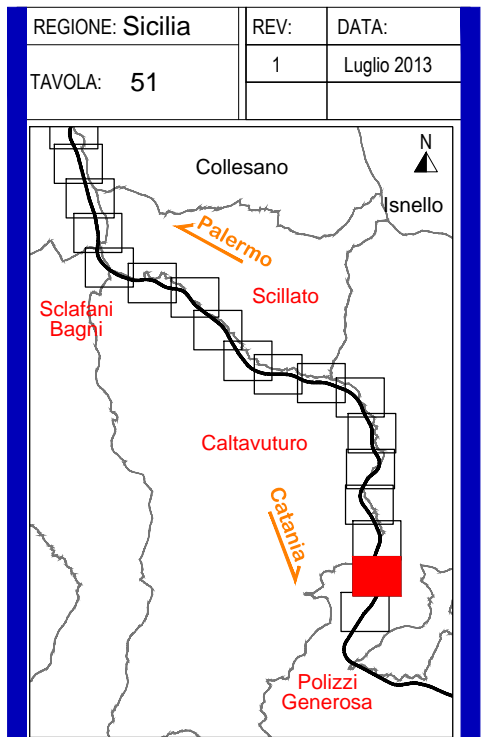 REGIONE: Sicilia
REV:
DATA:
TAVOLA: 51
1
Luglio 2013
N
Collesano
Isnello
Palermo
Scillato
Sclafani
Bagni
Caltavuturo
Catania
Polizzi
Generosa